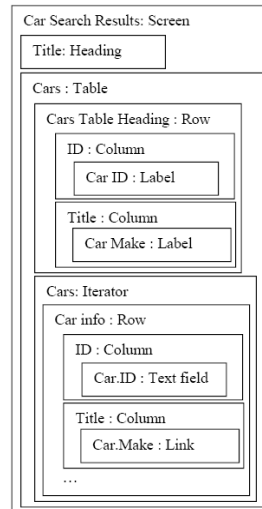 Car Search Results: Screen
Title: Heading
Cars : Table
Cars Table Heading : Row
ID : Column
Car ID : Label
Title : Column
Car Make : Label
Cars: Iterator
Car info : Row
ID : Column
Car.ID : Text field
Title : Column
Car.Make : Link
…